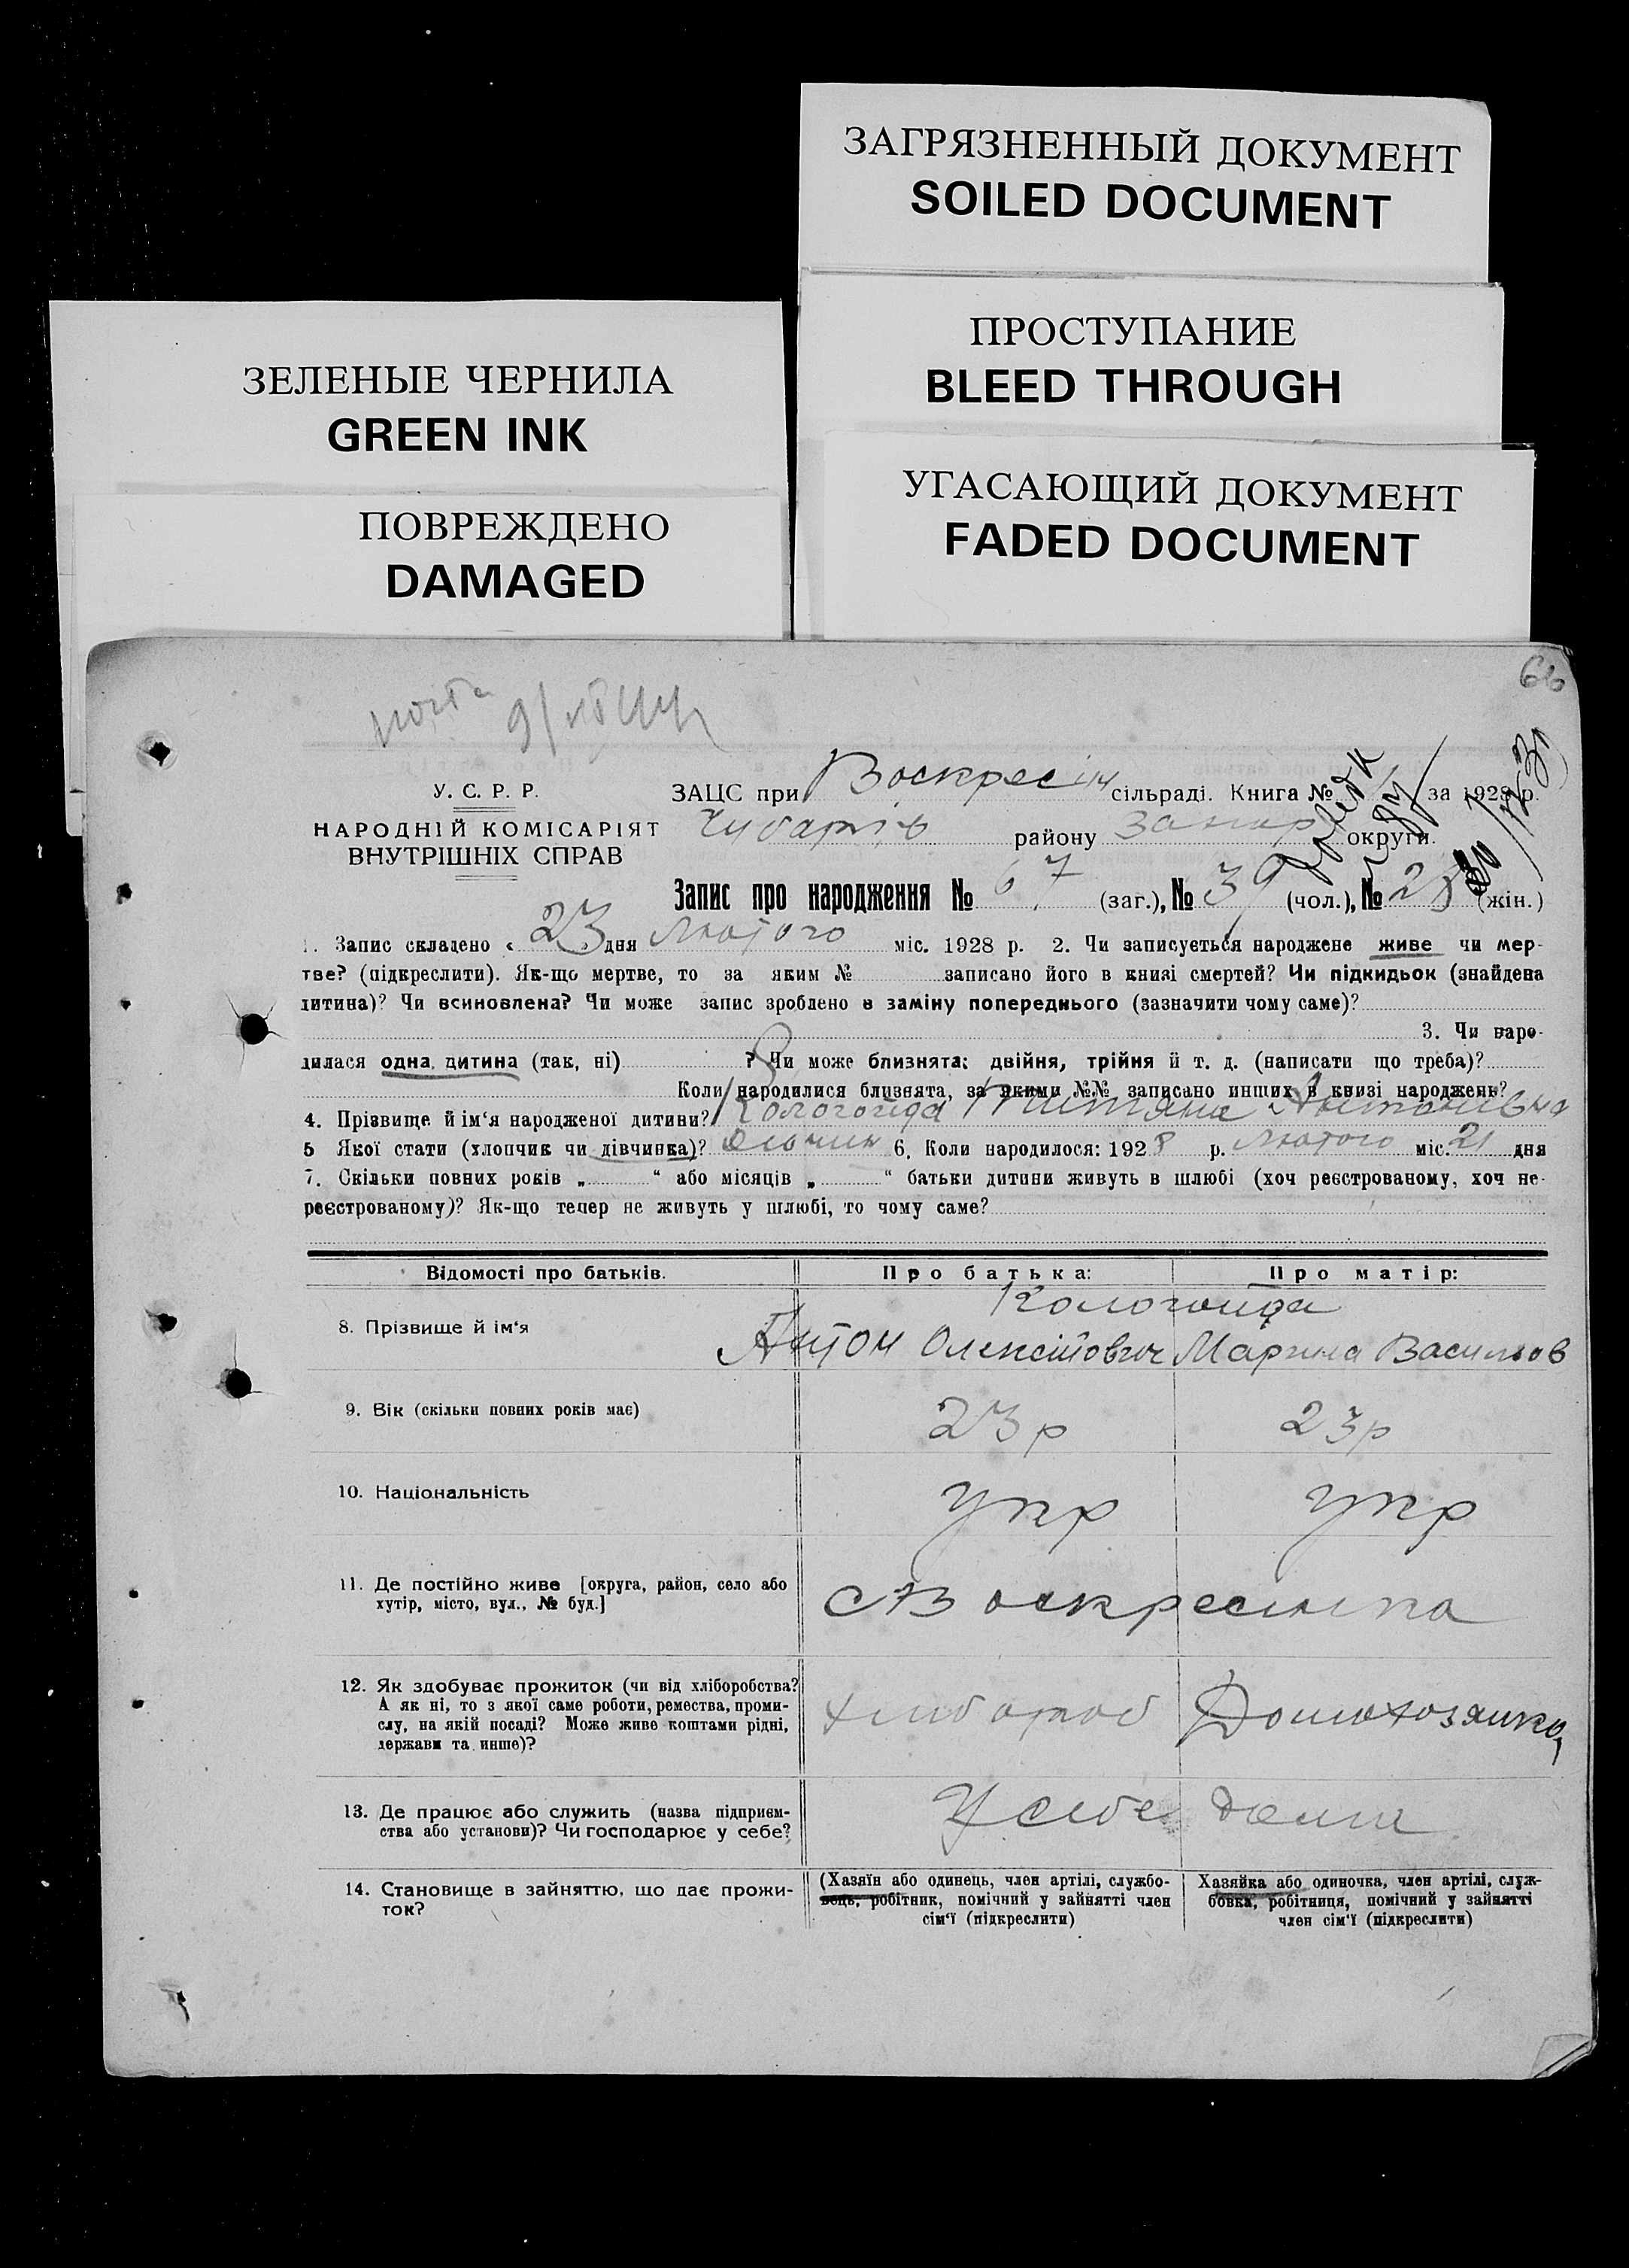 ЗАГРЯЗНЕННЫЙ ДОКУМЕНТ
SOILED DOCUMENT
ПРОСТУПАНИЕ
BLEED THROUGH
ЗЕЛЕНЫЕ ЧЕРНИЛА
GREEN INK
УГАСАЮЩИЙ ДОКУМЕНТ
FADED DOCUMENT
ПОВРЕЖДЕНО
DAMAGED
У. С. Р. Р.
НАРОДНІЙ КОМІСАРІЯТ
ВНУТРІШНІХ СПРАВ
ЗАЦС при Воскресін сільраді. Книга № за 1928 р.
Чубарів району Запор округи.
Запис про народження № 67 (заг.), № 39 (чол.), № 28 (жін.)
1. Запис складено « 23 дня Лютого міс. 1928 р. 2. Чи записується народжене живе чи мер-
тве? (підкреслити). Як-що мертве, то за яким № записано його в книзі смертей? Чи підкидьок (знайдена
дитина)? Чи всиновлена? Чи може запис зроблено в заміну попереднього (зазначити чому саме)?
3. Чи наро-
дилася одна дитина (так, ні) ? Чи може близнята: двійня, трійня й т. д. (написати що треба)?
Коли народилися близнята, за якими №№ записано инших в книзі народжень?
4. Прізвище й ім'я народженої дитини? Кологойда Антонівна
5 Якої стати (хлопчик чи дівчинка)? 6. Коли народилося: 1928 р. Лютого міс. 21 дня
7. Скільки повних років „ “ або місяців „ “ батьки дитини живуть в шлюбі (хоч реєстрованому, хоч не-
реєстрованому)? Як-що тепер не живуть у шлюбі, то чому саме?
Відомості про батьків. Про батька: Про матір:
Кологойда
8. Прізвище й ім'я Антон Олексійович Марина Васильов
9. Вік (скільки повних років має) 23 р 23 р
10. Національність укр укр
11. Де постійно живе [округа, район, село або
хутір, місто, вул., № буд.] с Воскресенка
12. Як здобуває прожиток (чи від хліборобства?
А як ні, то з якої саме роботи, ремества, проми-
слу, на якій посаді? Може живе коштами рідні,
держави та инше)? хлібороб Домохозяйка
13. Де працює або служить (назва підприєм-
ства або установи)? Чи господарює у себе? У себе дома
14. Становище в зайняттю, що дає прожи-
ток?
(Хазяїн або одинець, член артілі, службо-
вець, робітник, помічний у зайнятті член
сім'ї (підкреслити)
Хазяйка або одиночка, член артілі, служ-
бовка, робітниця, помічний у зайнятті
член сім'ї (підкреслити)